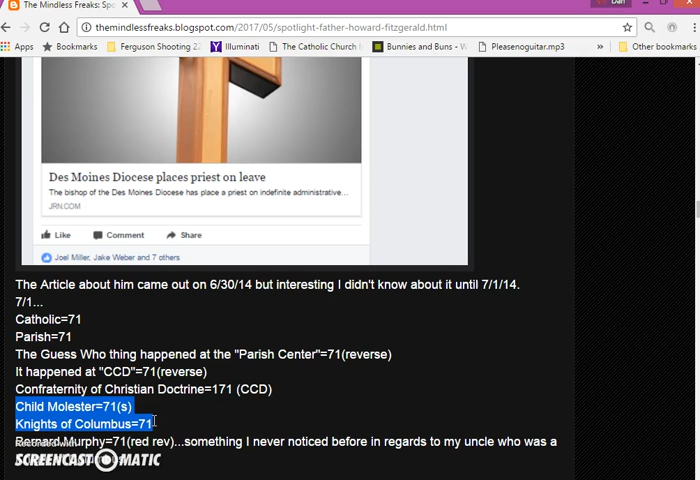 The Mindless Freaks: Spo
Dan
themindlessfreaks.blogspot.com/2017/05/spotlight-father-howard-fitzgerald.html
Apps Bookmarks Ferguson Shooting 22 Illuminati The Catholic Church Bunnies and Buns - W Pleasenoguitar.mp3 » Other bookmarks
Des Moines Diocese places priest on leave
The bishop of the Des Moines Diocese has place a priest on indefinite administrative...
JRN.COM
Like Comment Share
Joel Miller, Jake Weber and 7 others
The Article about him came out on 6/30/14 but interesting I didn't know about it until 7/1/14.
7/1...
Catholic=71
Parish=71
The Guess Who thing happened at the "Parish Center"=71(reverse)
It happened at "CCD"=71(reverse)
Confraternity of Christian Doctrine=171 (CCD)
Child Molester=71(s)
Knights of Columbus=71
Bernard Murphy=71(red rev)...something I never noticed before in regards to my uncle who was a
SCREENCAST-O-MATIC